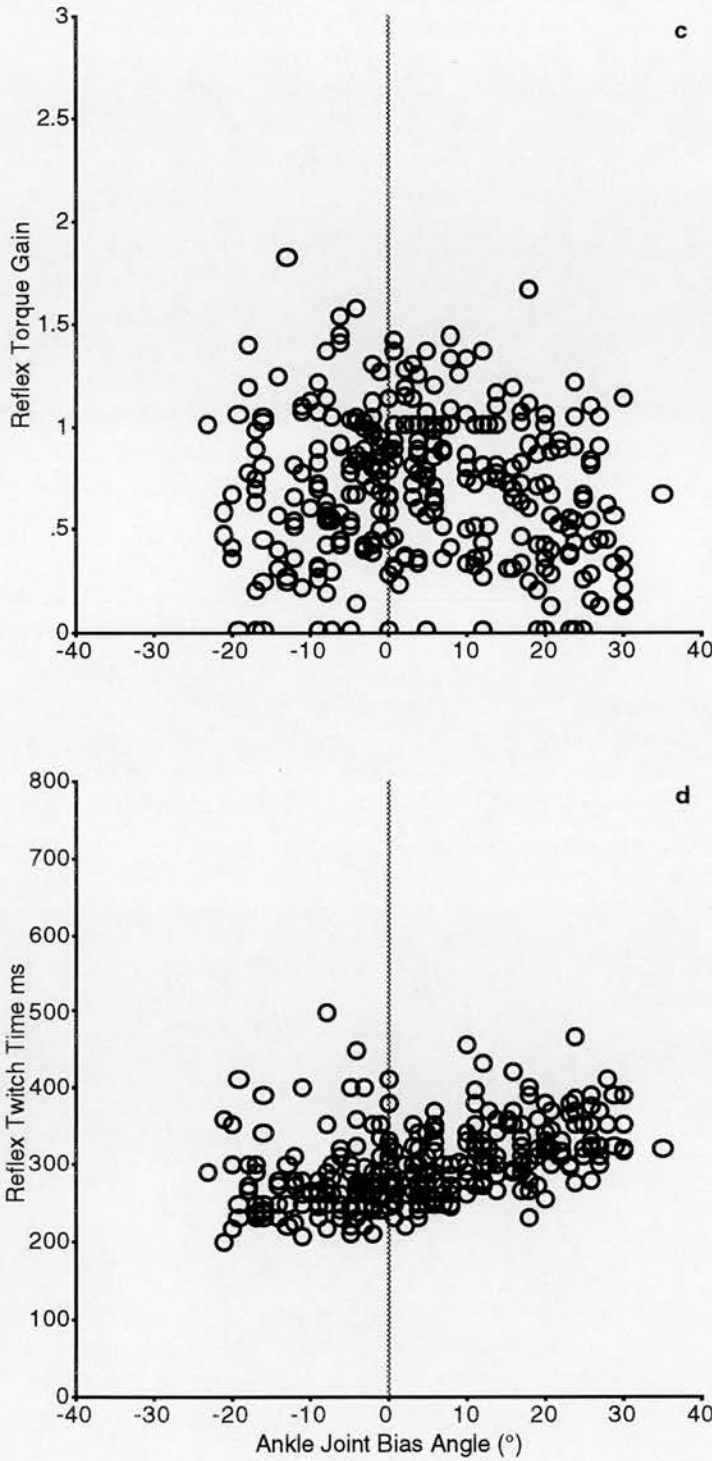 c
3
2.5
2
1.5
1
.5
0
Reflex Torque Gain
-40 -30 -20 -10 0 10 20 30 40
d
800
700
600
500
400
300
200
100
0
Reflex Twitch Time ms
-40 -30 -20 -10 0 10 20 30 40
Ankle Joint Bias Angle (°)